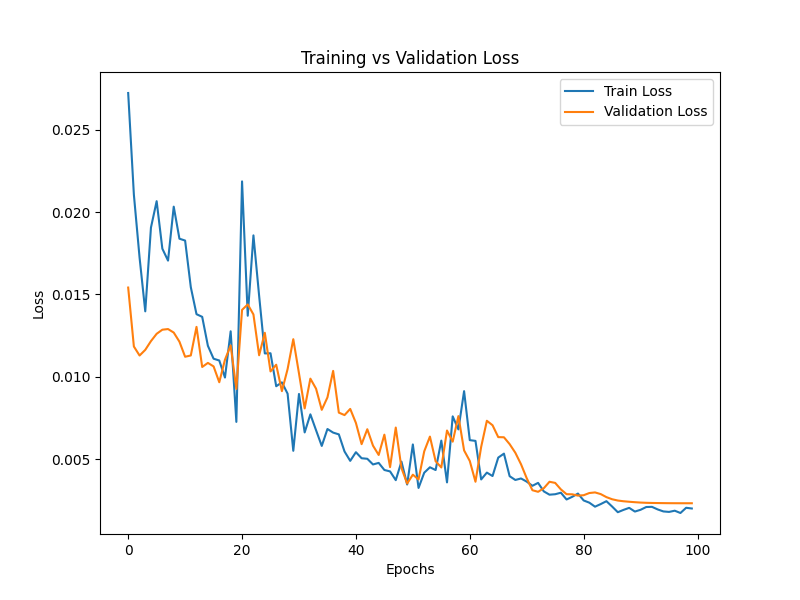 Training vs Validation Loss
Train Loss
Validation Loss
0.025
0.020
0.015
0.010
0.005
Loss
0 20 40 60 80 100
Epochs